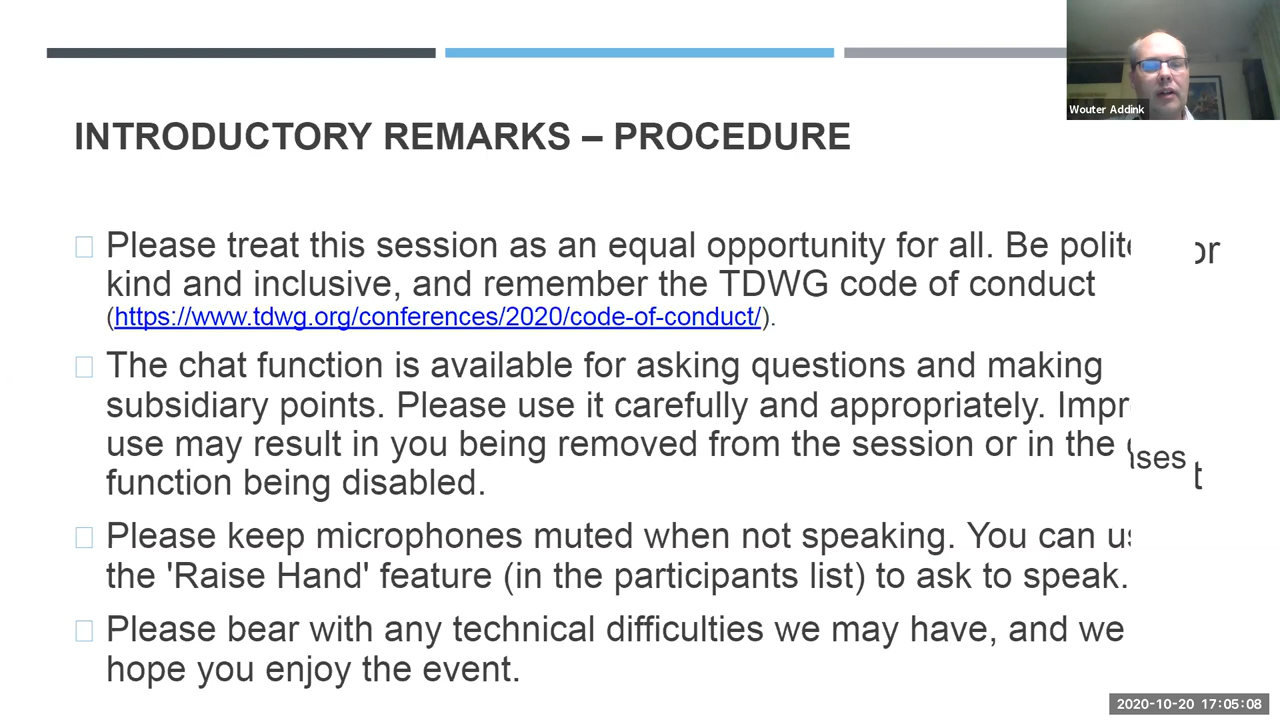 Wouter Addink
INTRODUCTORY REMARKS – PROCEDURE
Please treat this session as an equal opportunity for all. Be polite
kind and inclusive, and remember the TDWG code of conduct
(https://www.tdwg.org/conferences/2020/code-of-conduct/).
The chat function is available for asking questions and making
subsidiary points. Please use it carefully and appropriately. Impr
use may result in you being removed from the session or in the
function being disabled.
Please keep microphones muted when not speaking. You can us
the 'Raise Hand' feature (in the participants list) to ask to speak.
Please bear with any technical difficulties we may have, and we
hope you enjoy the event.
2020-10-20 17:05:08